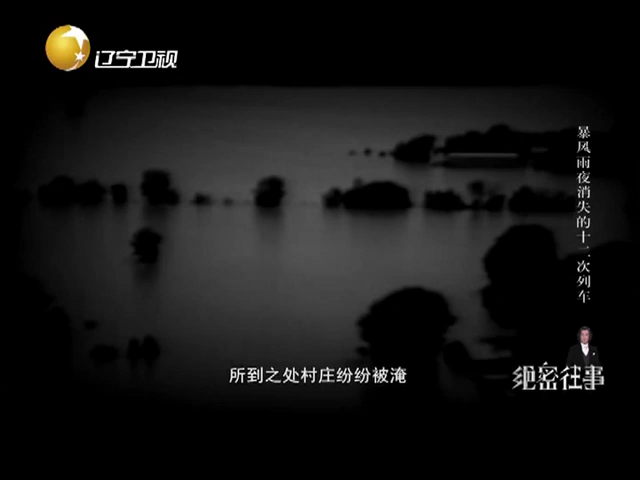 辽宁卫视
暴风雨夜消失的十二次列车
所到之处村庄纷纷被淹
绝密往事